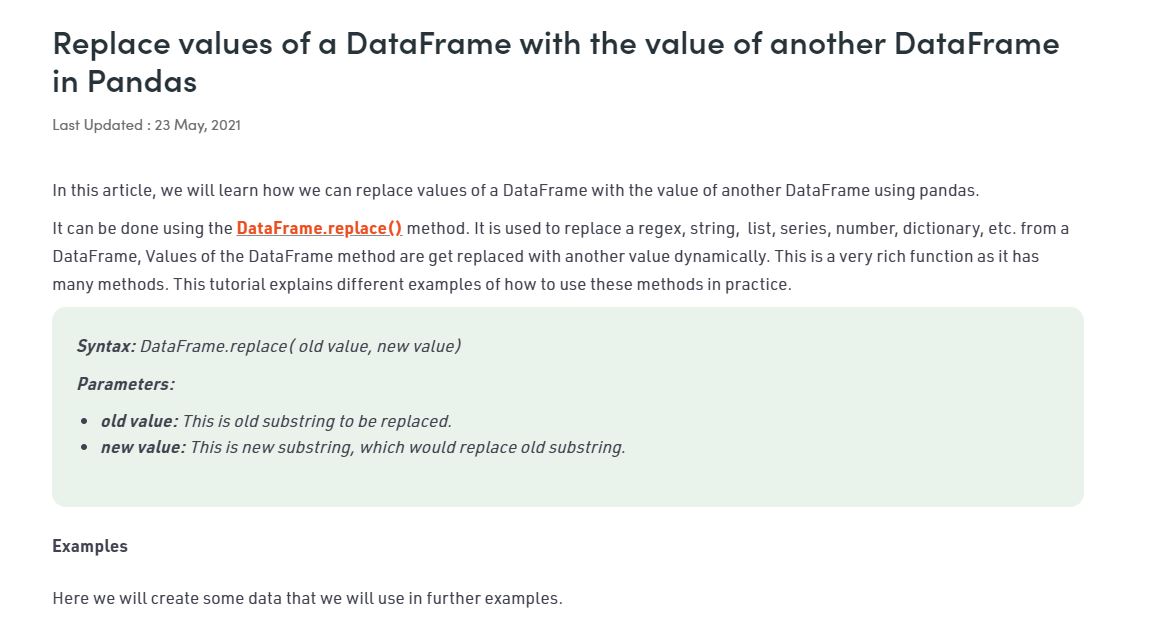 Replace values of a DataFrame with the value of another DataFrame
in Pandas
Last Updated : 23 May, 2021
In this article, we will learn how we can replace values of a DataFrame with the value of another DataFrame using pandas.
It can be done using the DataFrame.replace() method. It is used to replace a regex, string,  list, series, number, dictionary, etc. from a
DataFrame, Values of the DataFrame method are get replaced with another value dynamically. This is a very rich function as it has
many methods. This tutorial explains different examples of how to use these methods in practice.
Syntax: DataFrame.replace( old value, new value)
Parameters:
• old value: This is old substring to be replaced.
• new value: This is new substring, which would replace old substring.
Examples
Here we will create some data that we will use in further examples.